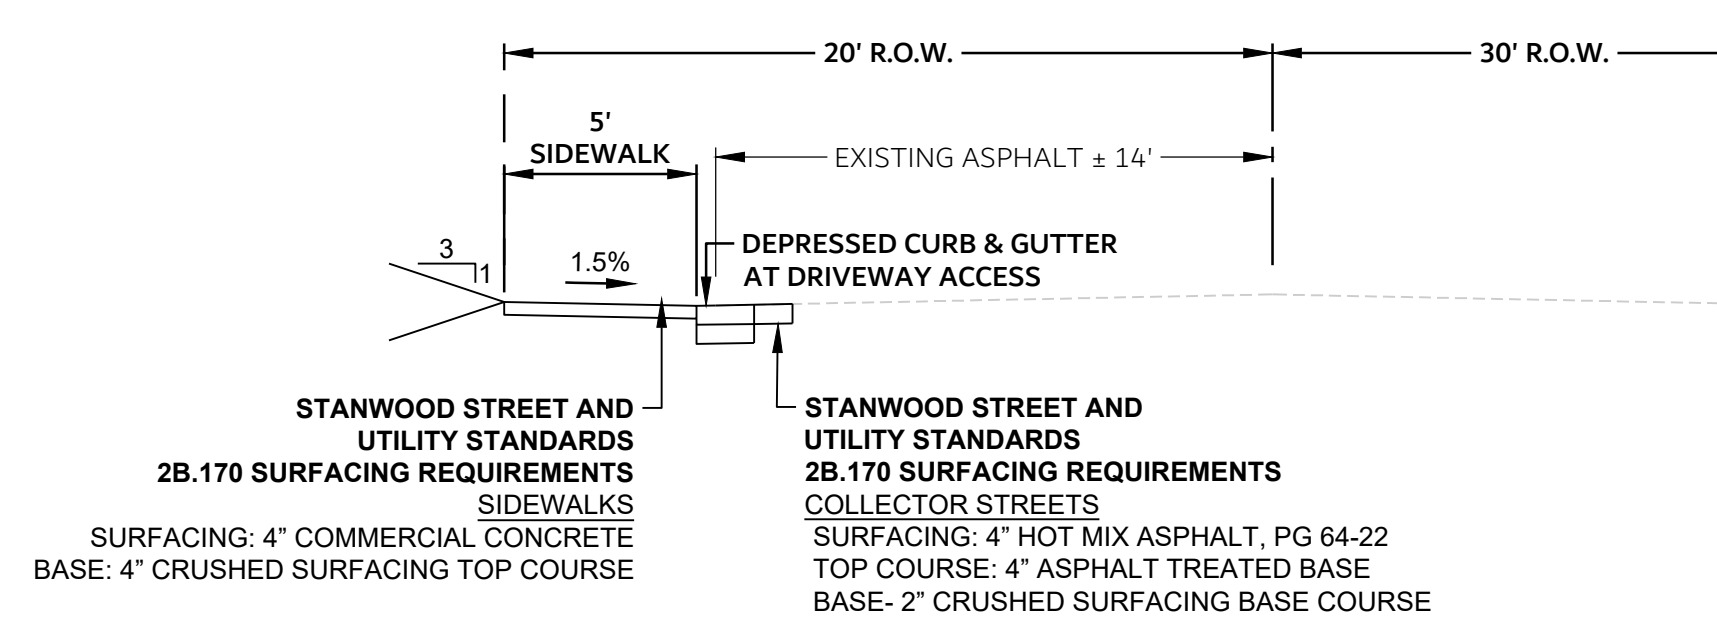 20' R.O.W.
30' R.O.W.
5'
SIDEWALK
EXISTING ASPHALT ± 14'
DEPRESSED CURB & GUTTER
AT DRIVEWAY ACCESS
3
1
1.5%
STANWOOD STREET AND
UTILITY STANDARDS
2B.170 SURFACING REQUIREMENTS
SIDEWALKS
SURFACING: 4” COMMERCIAL CONCRETE
BASE: 4” CRUSHED SURFACING TOP COURSE
STANWOOD STREET AND
UTILITY STANDARDS
2B.170 SURFACING REQUIREMENTS
COLLECTOR STREETS
SURFACING: 4” HOT MIX ASPHALT, PG 64-22
TOP COURSE: 4” ASPHALT TREATED BASE
BASE- 2” CRUSHED SURFACING BASE COURSE